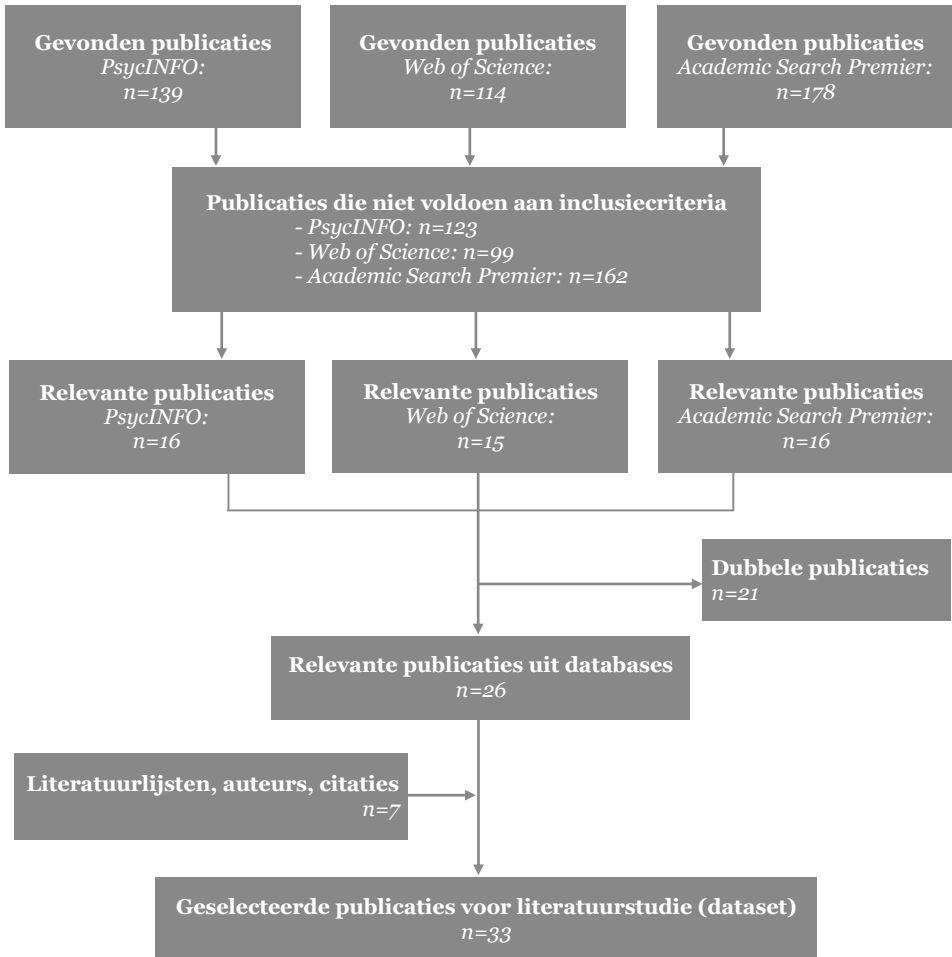 Gevonden publicaties
PsycINFO:
n=139
Gevonden publicaties
Web of Science:
n=114
Gevonden publicaties
Academic Search Premier:
n=178
Publicaties die niet voldoen aan inclusiecriteria
- PsycINFO: n=123
- Web of Science: n=99
- Academic Search Premier: n=162
Relevante publicaties
PsycINFO:
n=16
Relevante publicaties
Web of Science:
n=15
Relevante publicaties
Academic Search Premier:
n=16
Dubbele publicaties
n=21
Relevante publicaties uit databases
n=26
Literatuurlijsten, auteurs, citaties
n=7
Geselecteerde publicaties voor literatuurstudie (dataset)
n=33